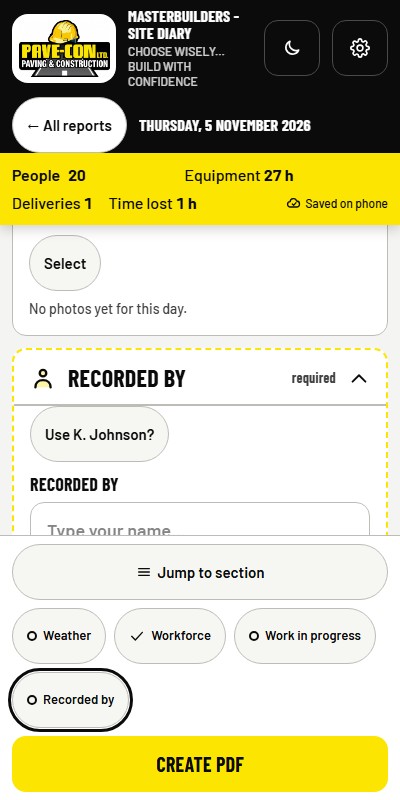 PAVE-CON LTD.
PAVING & CONSTRUCTION
MASTERBUILDERS -
SITE DIARY
CHOOSE WISELY...
BUILD WITH
CONFIDENCE
← All reports
THURSDAY, 5 NOVEMBER 2026
People 20
Equipment 27 h
Deliveries 1
Time lost 1 h
Saved on phone
Select
No photos yet for this day.
RECORDED BY
required
Use K. Johnson?
RECORDED BY
Type your name
Jump to section
Weather
Workforce
Work in progress
Recorded by
CREATE PDF